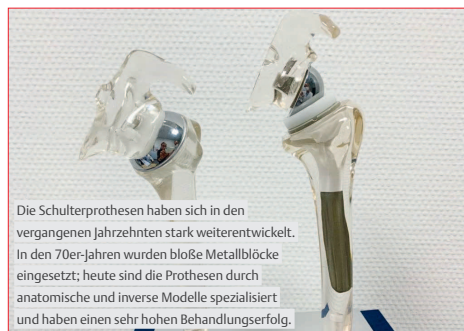 Die Schulterprothesen haben sich in den
vergangenen Jahrzehnten stark weiterentwickelt.
In den 70er-Jahren wurden bloße Metallblöcke
eingesetzt; heute sind die Prothesen durch
anatomische und inverse Modelle spezialisiert
und haben einen sehr hohen Behandlungserfolg.